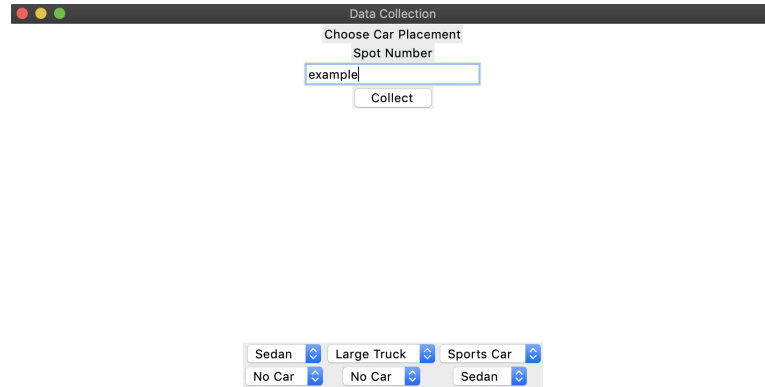 Data Collection
Choose Car Placement
Spot Number
example
Collect
Sedan Large Truck Sports Car
No Car No Car Sedan